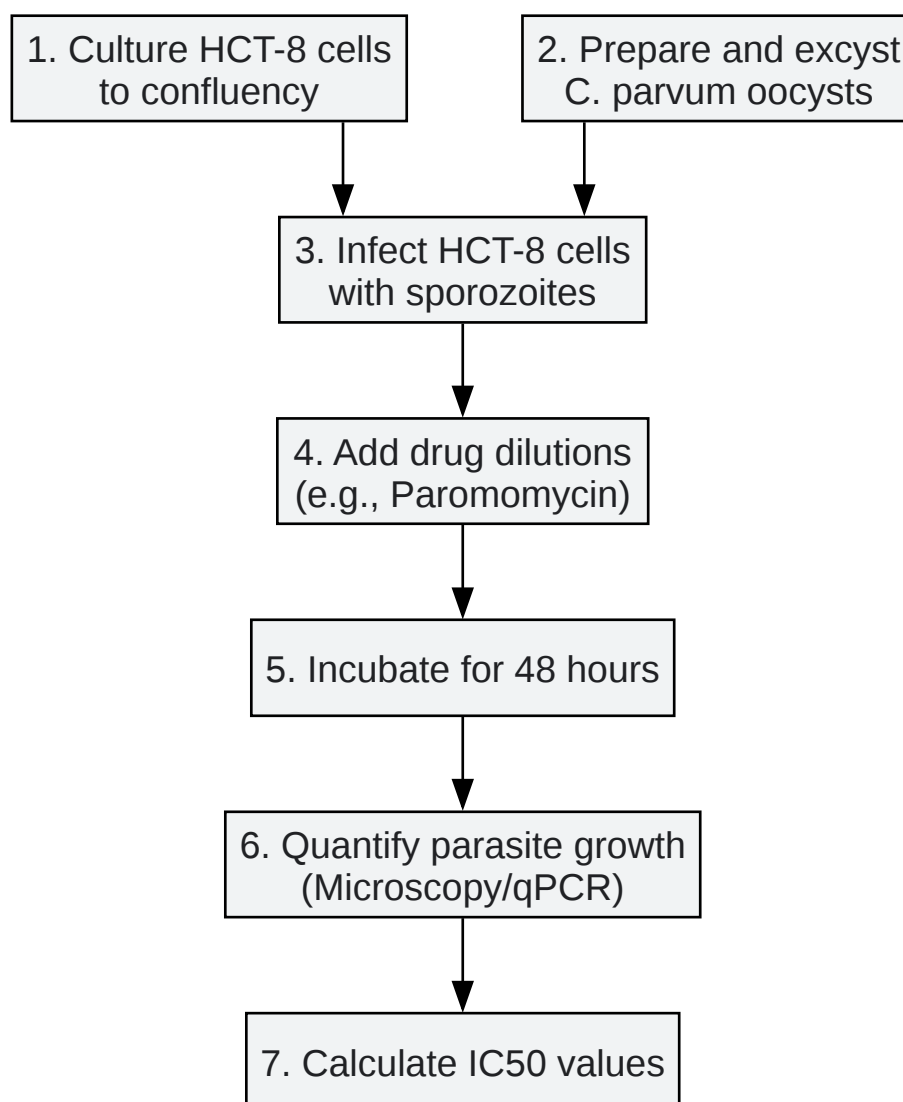 1. Culture HCT-8 cells
to confluency
2. Prepare and excyst
C. parvum oocysts
3. Infect HCT-8 cells
with sporozoites
4. Add drug dilutions
(e.g., Paromomycin)
5. Incubate for 48 hours
6. Quantify parasite growth
(Microscopy/qPCR)
7. Calculate IC50 values